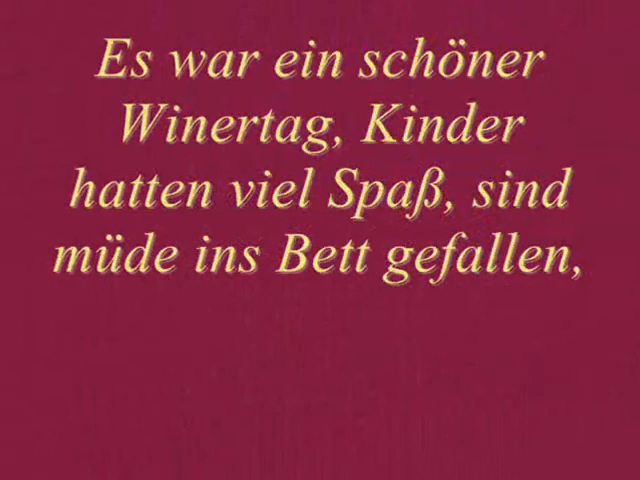 Es war ein schöner
Winertag, Kinder
hatten viel Spaß, sind
müde ins Bett gefallen,